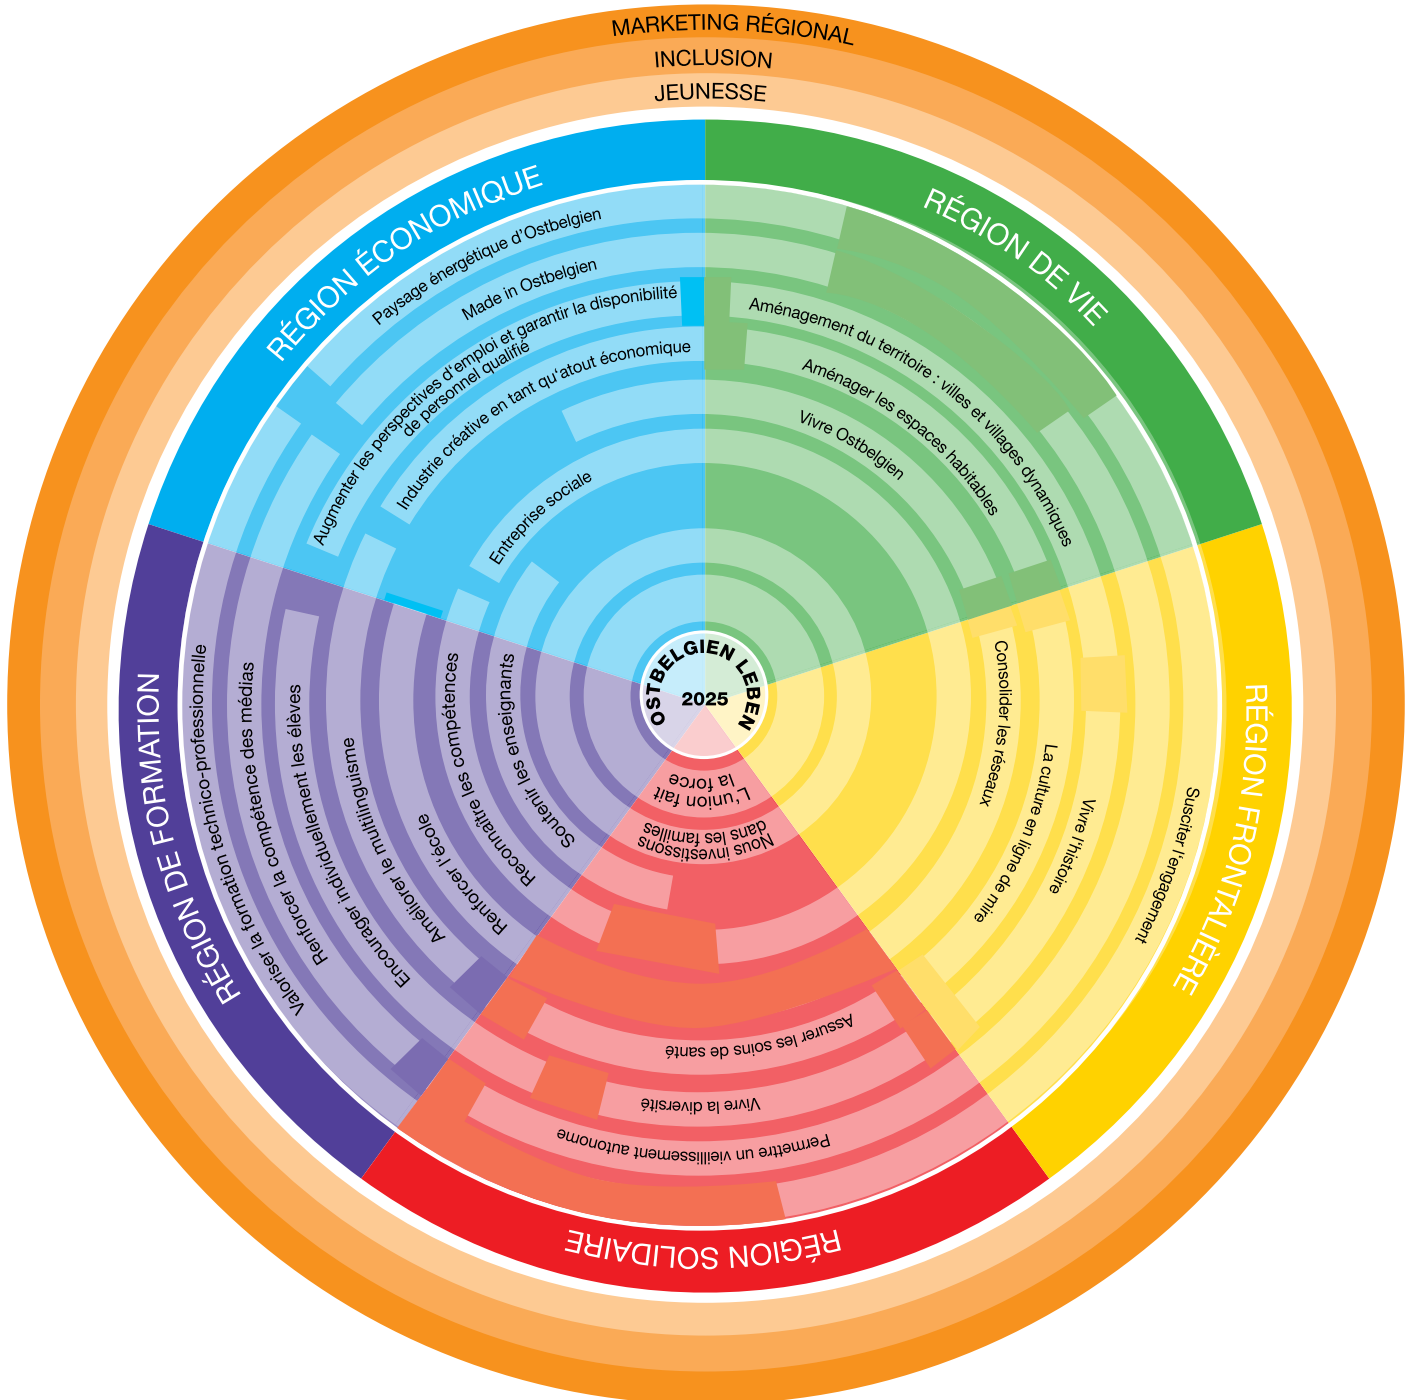 MARKETING RÉGIONAL
INCLUSION
JEUNESSE
RÉGION ÉCONOMIQUE
Paysage énergétique d'Ostbelgien
Made in Ostbelgien
Augmenter les perspectives d'emploi et garantir la disponibilité
de personnel qualifié
Industrie créative en tant qu'atout économique
Entreprise sociale
RÉGION DE VIE
Aménagement du territoire : villes et villages dynamiques
Aménager les espaces habitables
Vivre Ostbelgien
RÉGION FRONTALIÈRE
Consolider les réseaux
La culture en ligne de mire
Vivre l'histoire
Susciter l'engagement
RÉGION SOLIDAIRE
L'union fait
la force
Nous investissons
dans les familles
Assurer les soins de santé
Vivre la diversité
Permettre un vieillissement autonome
RÉGION DE FORMATION
Valoriser la formation technico-professionnelle
Renforcer la compétence des médias
Encourager individuellement les élèves
Améliorer le multilinguisme
Renforcer l'école
Reconnaître les compétences
Soutenir les enseignants
OSTBELGIEN LEBEN
2025